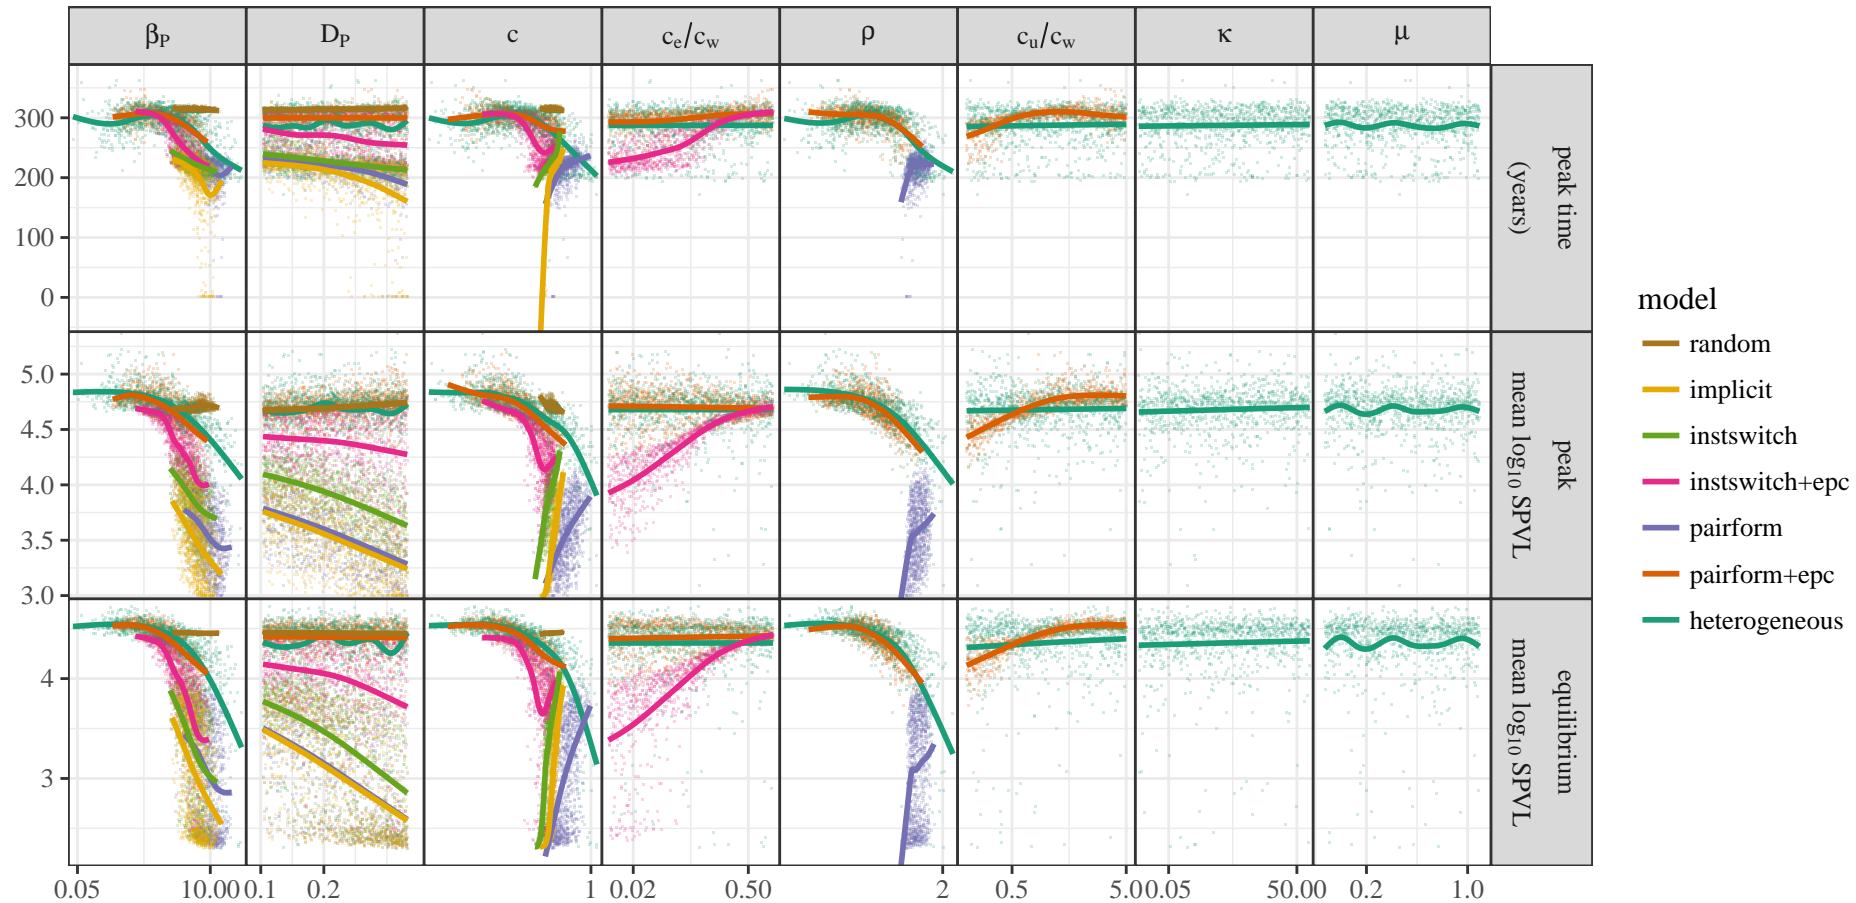 βP DP c ce/cw ρ cu/cw κ μ
300
200
100
0
peak time
(years)
5.0
4.5
4.0
3.5
3.0
peak
mean log10 SPVL
4
3
equilibrium
mean log10 SPVL
0.05 10.00 0.1 0.2 1 0.02 0.50 2 0.5 5.0 0.05 50.00 0.2 1.0
model
random
implicit
instswitch
instswitch+epc
pairform
pairform+epc
heterogeneous